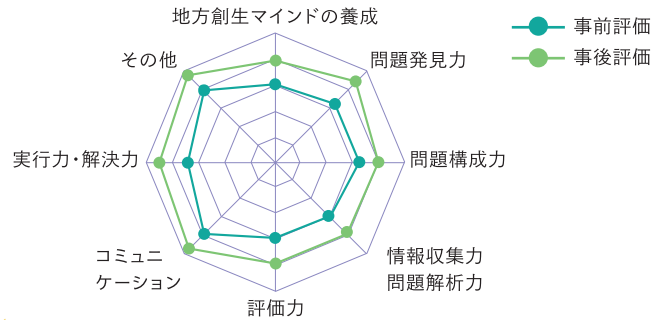 地方創生マインドの養成
事前評価
事後評価
その他
問題発見力
実行力・解決力
問題構成力
コミュニ
ケーション
情報収集力
問題解析力
評価力